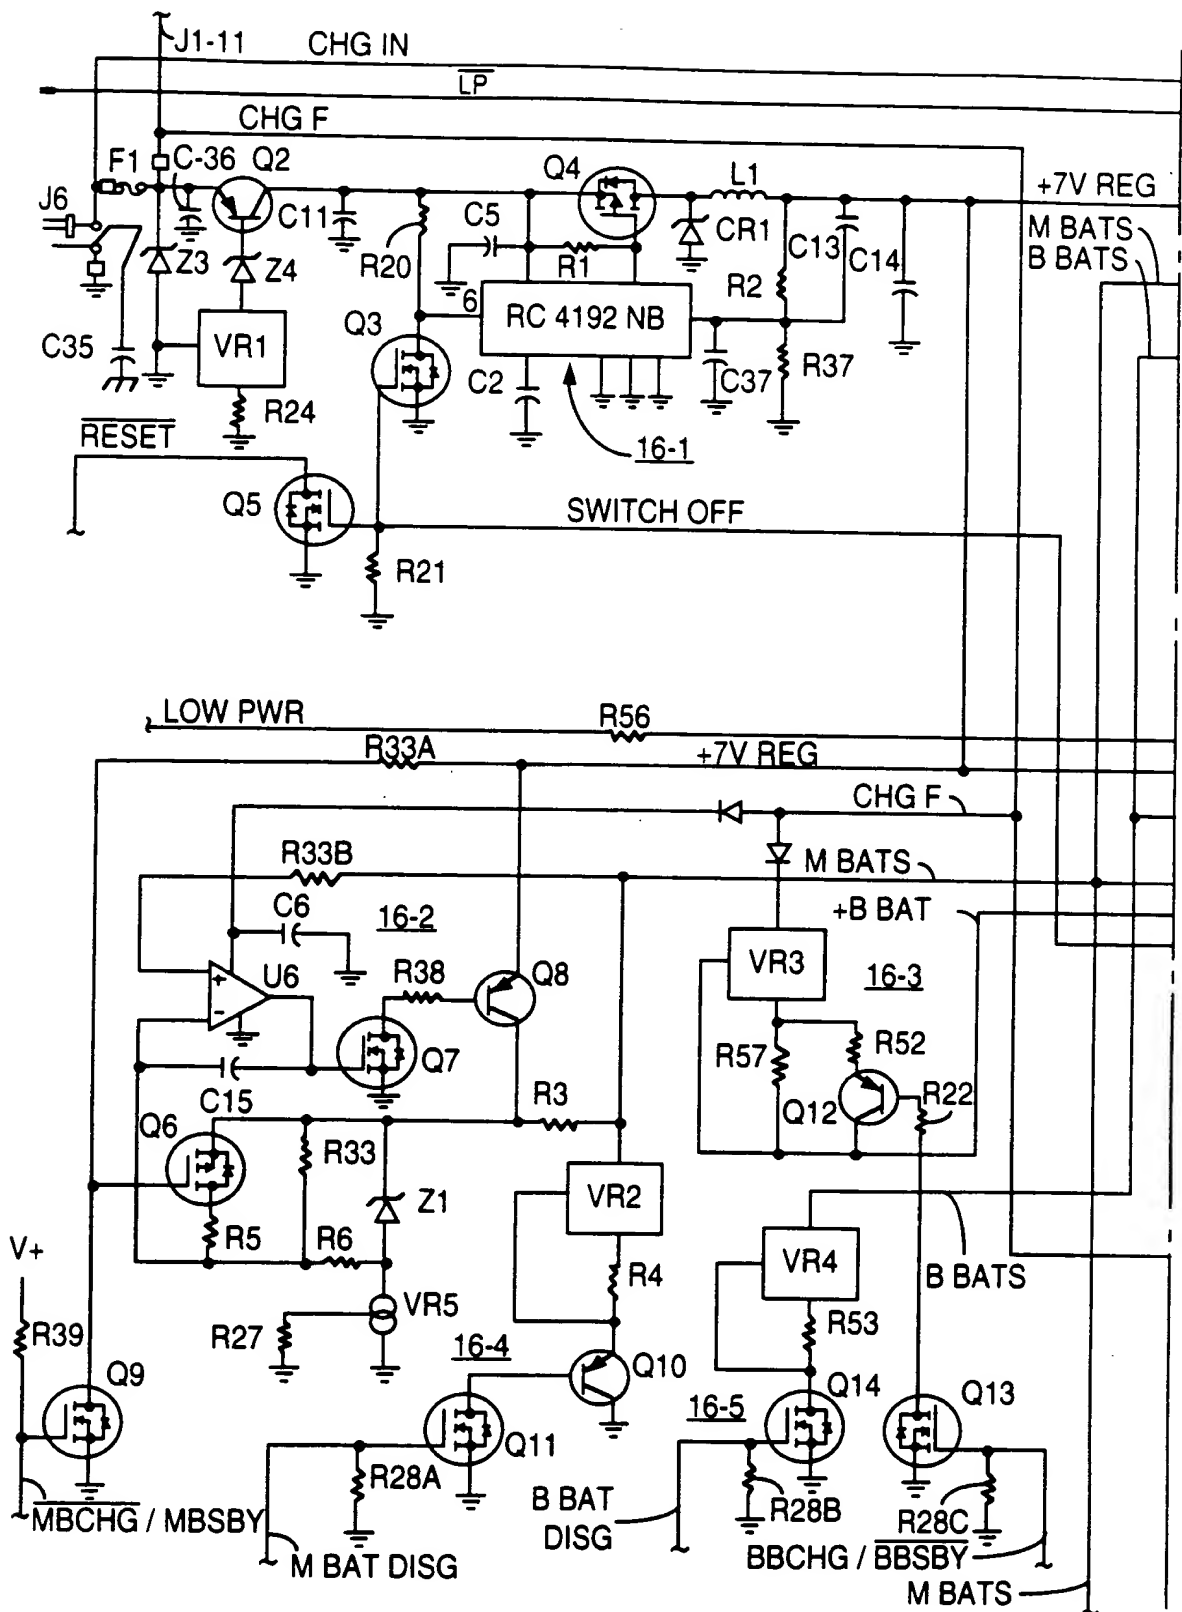 J1-11
CHG IN
LP
CHG F
F1
C-36
Q2
Q4
L1
+7V REG
J6
C11
C5
CR1
C13
C14
M BATS
B BATS
Z3
Z4
R20
R1
R2
6
RC 4192 NB
Q3
VR1
C35
C2
C37
R37
R24
RESET
16-1
Q5
SWITCH OFF
R21
LOW PWR
R56
R33A
+7V REG
CHG F
R33B
M BATS
C6
16-2
+B BAT
+
U6
-
R38
Q8
VR3
16-3
Q7
R57
R52
C15
R3
Q12
R22
Q6
R33
Z1
VR2
R5
R6
R4
VR4
B BATS
V+
VR5
R53
R39
R27
16-4
Q9
Q10
Q14
Q13
16-5
Q11
R28A
B BAT
DISG
R28B
R28C
MBCHG / MBSBY
M BAT DISG
BBCHG / BBSBY
M BATS